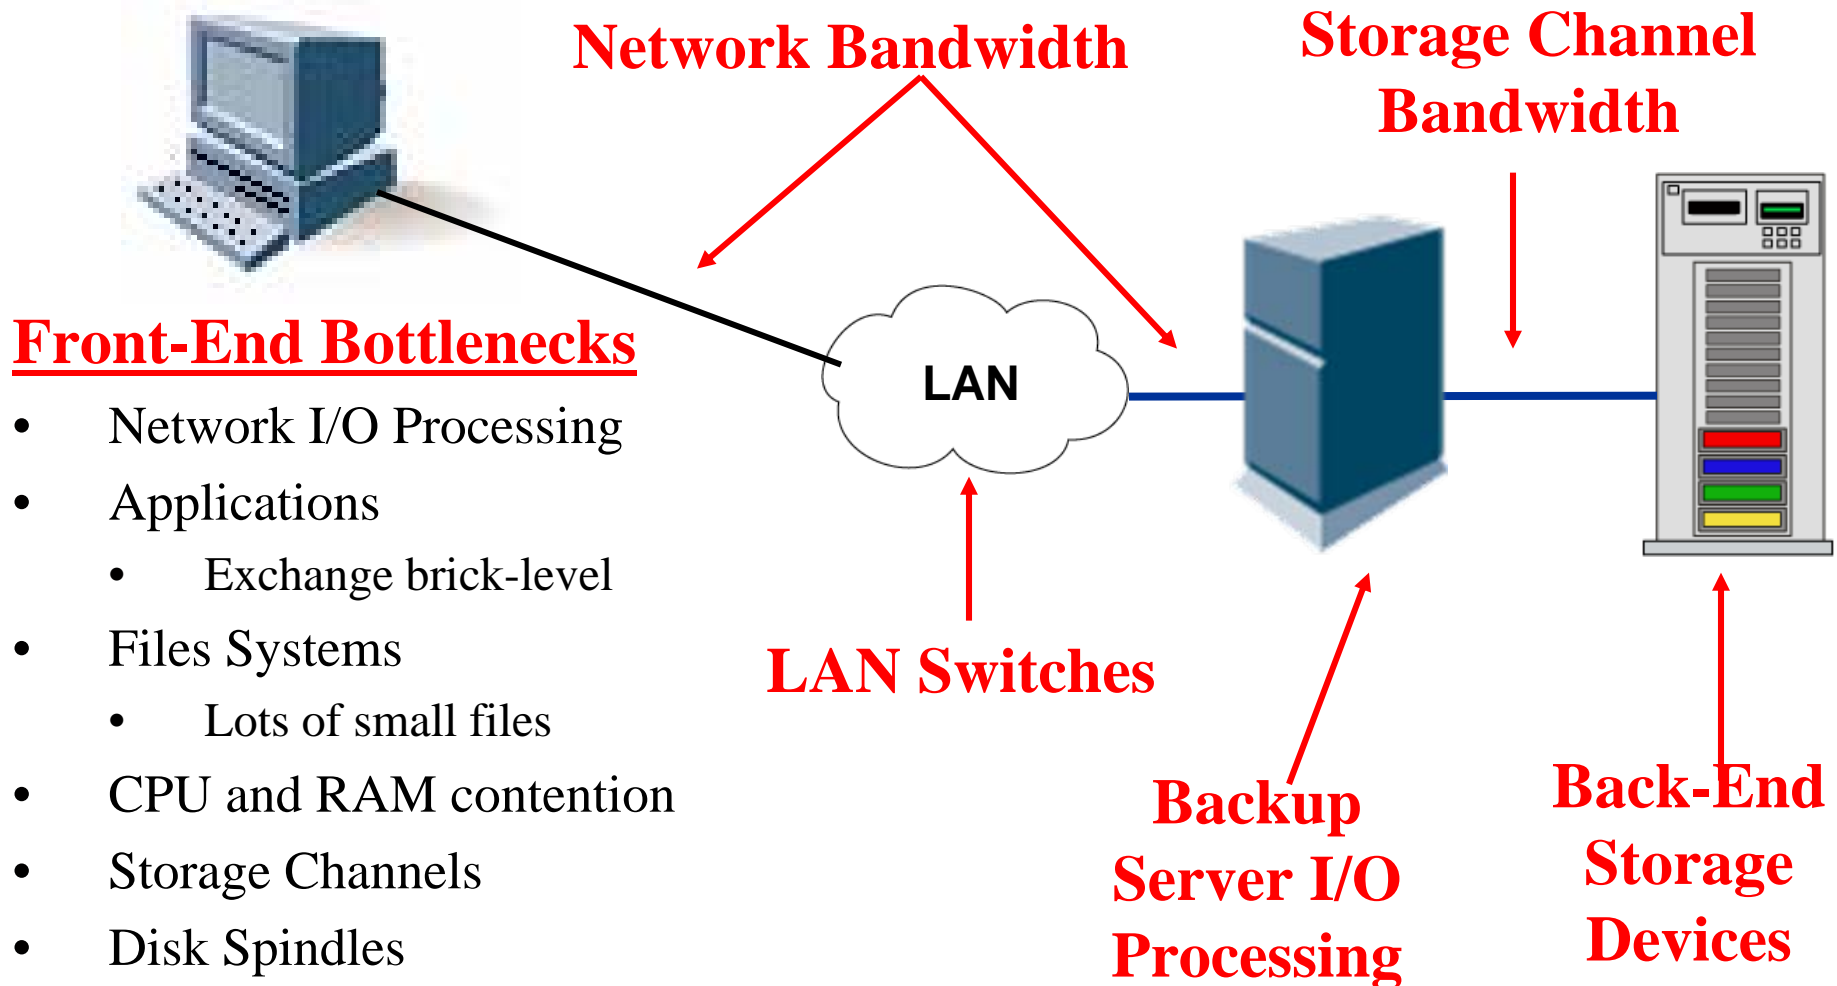 Network Bandwidth
Storage Channel
Bandwidth
Front-End Bottlenecks
• Network I/O Processing
• Applications
• Exchange brick-level
• Files Systems
• Lots of small files
• CPU and RAM contention
• Storage Channels
• Disk Spindles
LAN
LAN Switches
Backup
Server I/O
Processing
Back-End
Storage
Devices